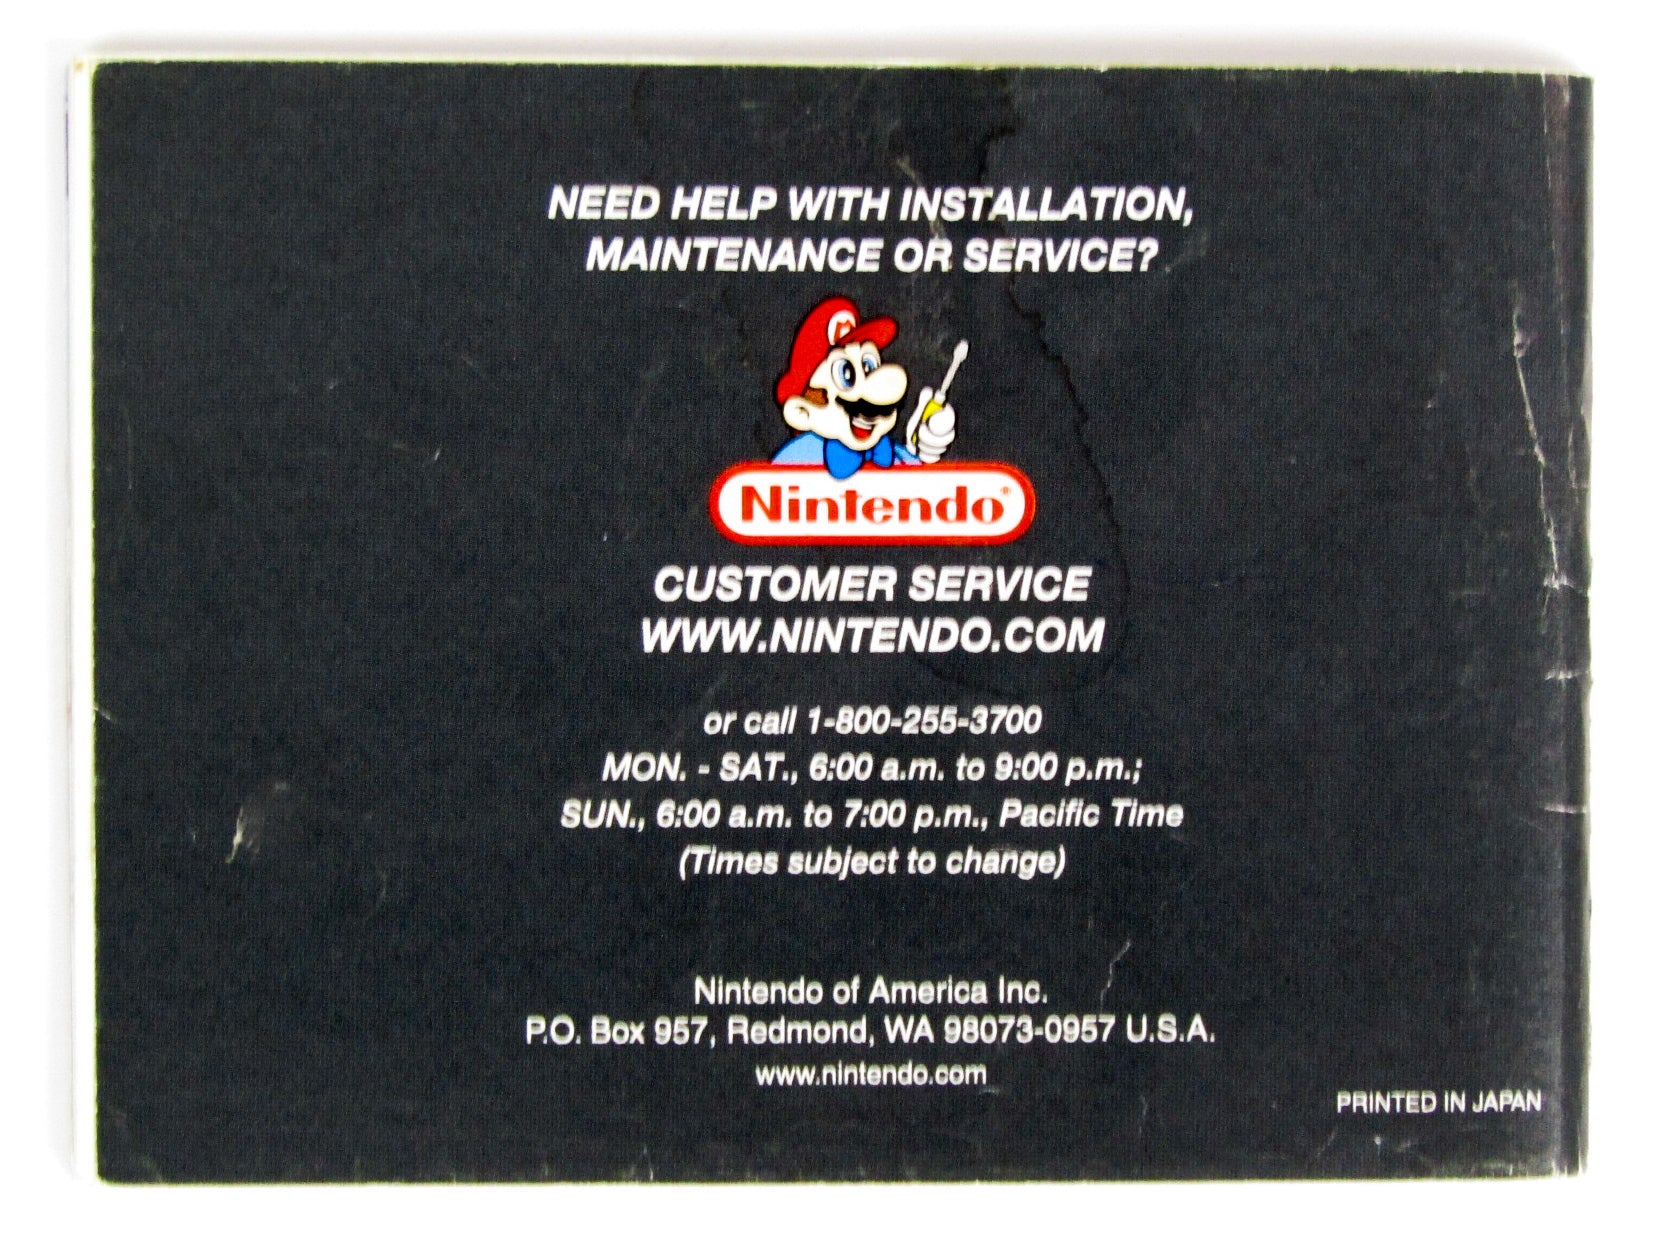 NEED HELP WITH INSTALLATION,
MAINTENANCE OR SERVICE?
M
Nintendo®
CUSTOMER SERVICE
WWW.NINTENDO.COM
or call 1-800-255-3700
MON. - SAT., 6:00 a.m. to 9:00 p.m.;
SUN., 6:00 a.m. to 7:00 p.m., Pacific Time
(Times subject to change)
Nintendo of America Inc.
P.O. Box 957, Redmond, WA 98073-0957 U.S.A.
www.nintendo.com
PRINTED IN JAPAN